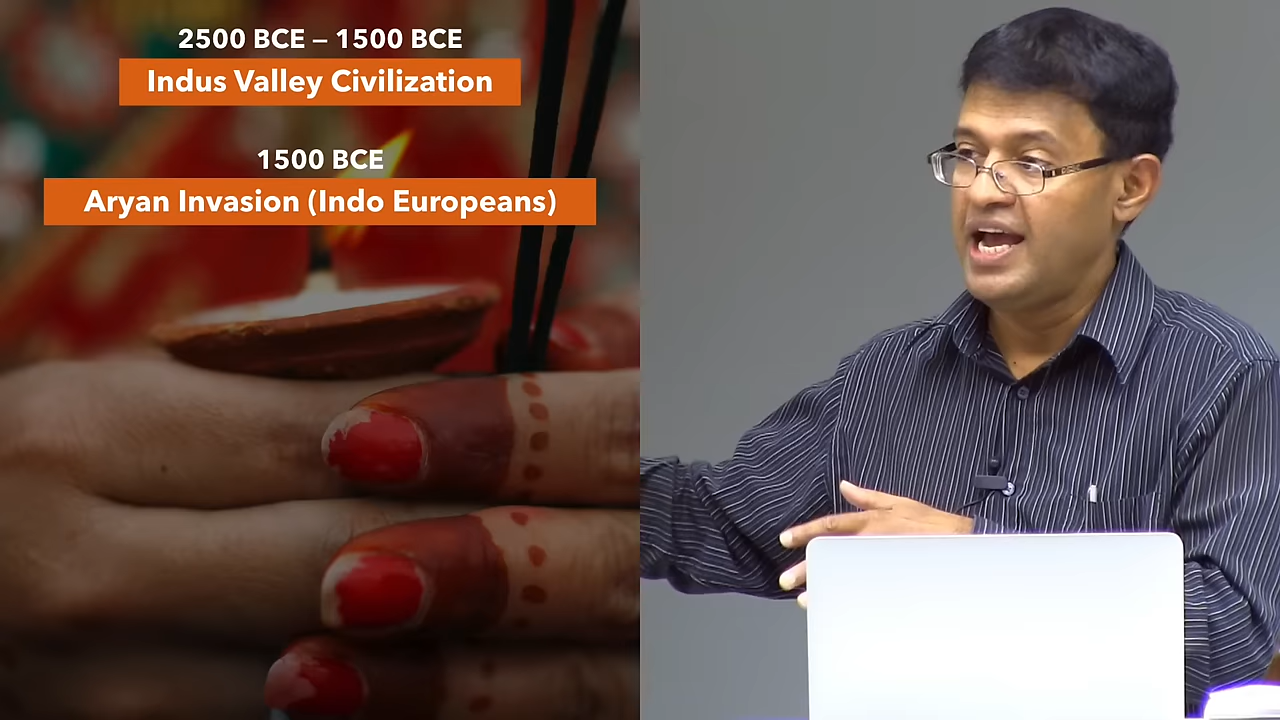 2500 BCE – 1500 BCE
Indus Valley Civilization
1500 BCE
Aryan Invasion (Indo Europeans)